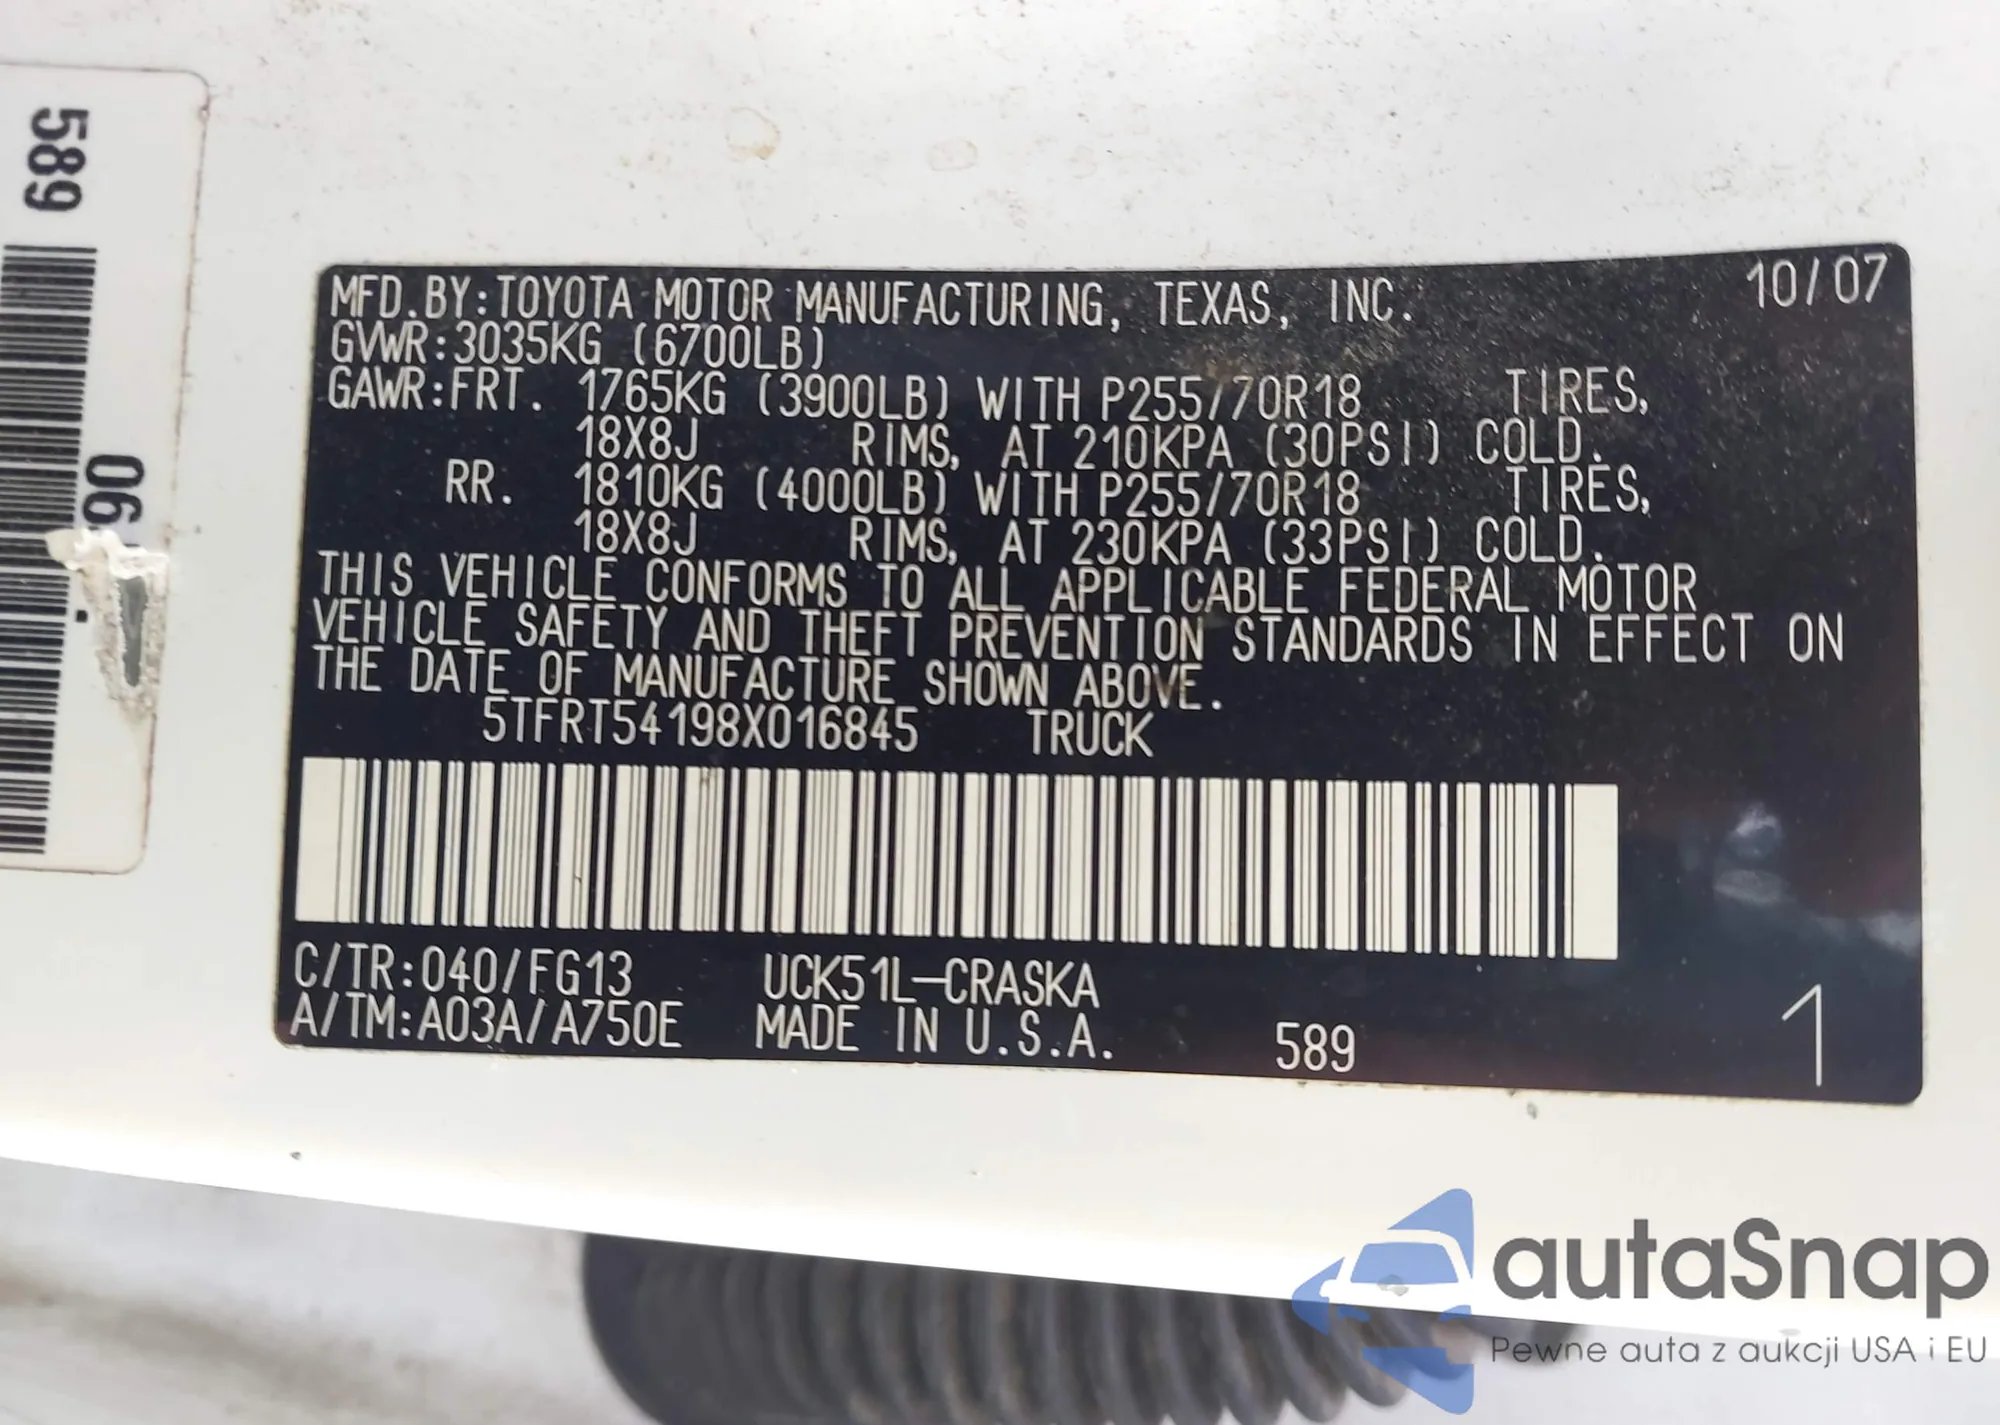 589
06
MFD.BY:TOYOTA MOTOR MANUFACTURING, TEXAS, INC. 10/07
GVWR:3035KG (6700LB)
GAWR:FRT. 1765KG (3900LB) WITH P255/70R18 TIRES,
18X8J RIMS, AT 210KPA (30PSI) COLD.
RR. 1810KG (4000LB) WITH P255/70R18 TIRES,
18X8J RIMS, AT 230KPA (33PSI) COLD.
THIS VEHICLE CONFORMS TO ALL APPLICABLE FEDERAL MOTOR
VEHICLE SAFETY AND THEFT PREVENTION STANDARDS IN EFFECT ON
THE DATE OF MANUFACTURE SHOWN ABOVE.
5TFRT54198X016845 TRUCK
C/TR:040/FG13 UCK51L-CRASKA
A/TM:A03A/A750E MADE IN U.S.A. 589 1
autaSnap
Pewne auta z aukcji USA i EU